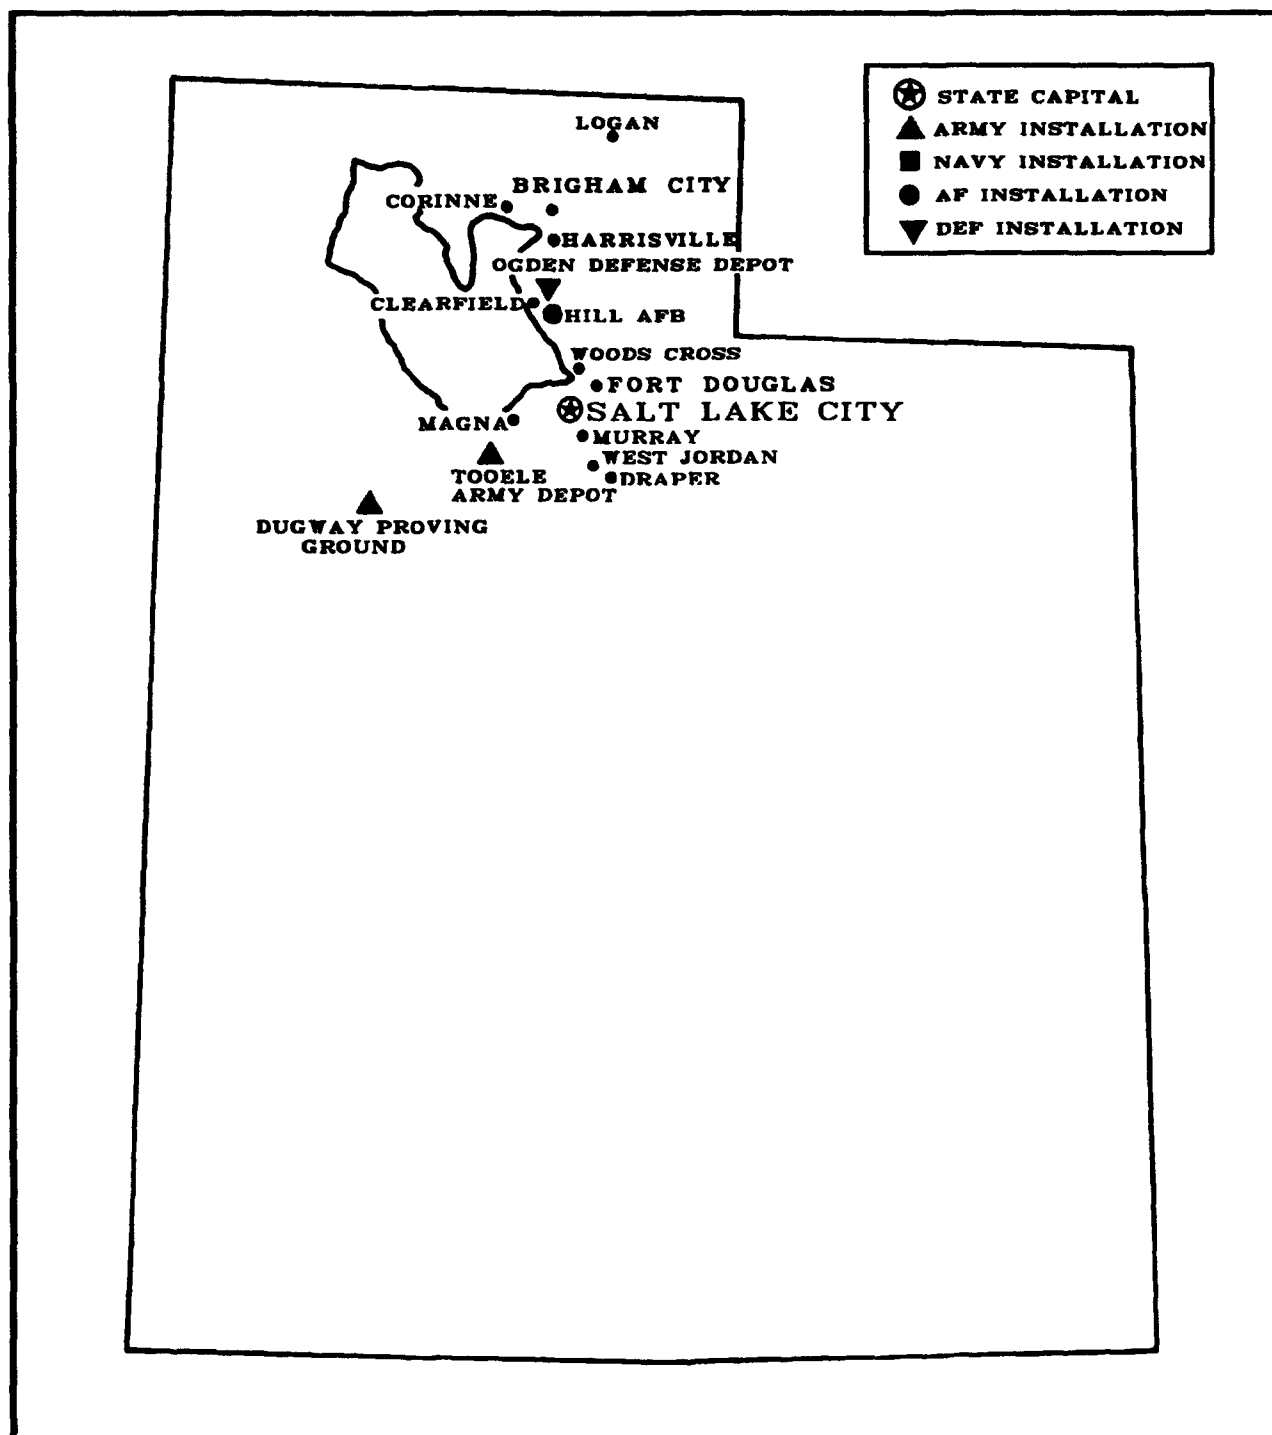 STATE CAPITAL
ARMY INSTALLATION
NAVY INSTALLATION
AF INSTALLATION
DEF INSTALLATION
LOGAN
BRIGHAM CITY
CORINNE
HARRISVILLE
OGDEN DEFENSE DEPOT
CLEARFIELD
HILL AFB
WOODS CROSS
FORT DOUGLAS
SALT LAKE CITY
MAGNA
MURRAY
WEST JORDAN
TOOELE
ARMY DEPOT
DRAPER
DUGWAY PROVING
GROUND